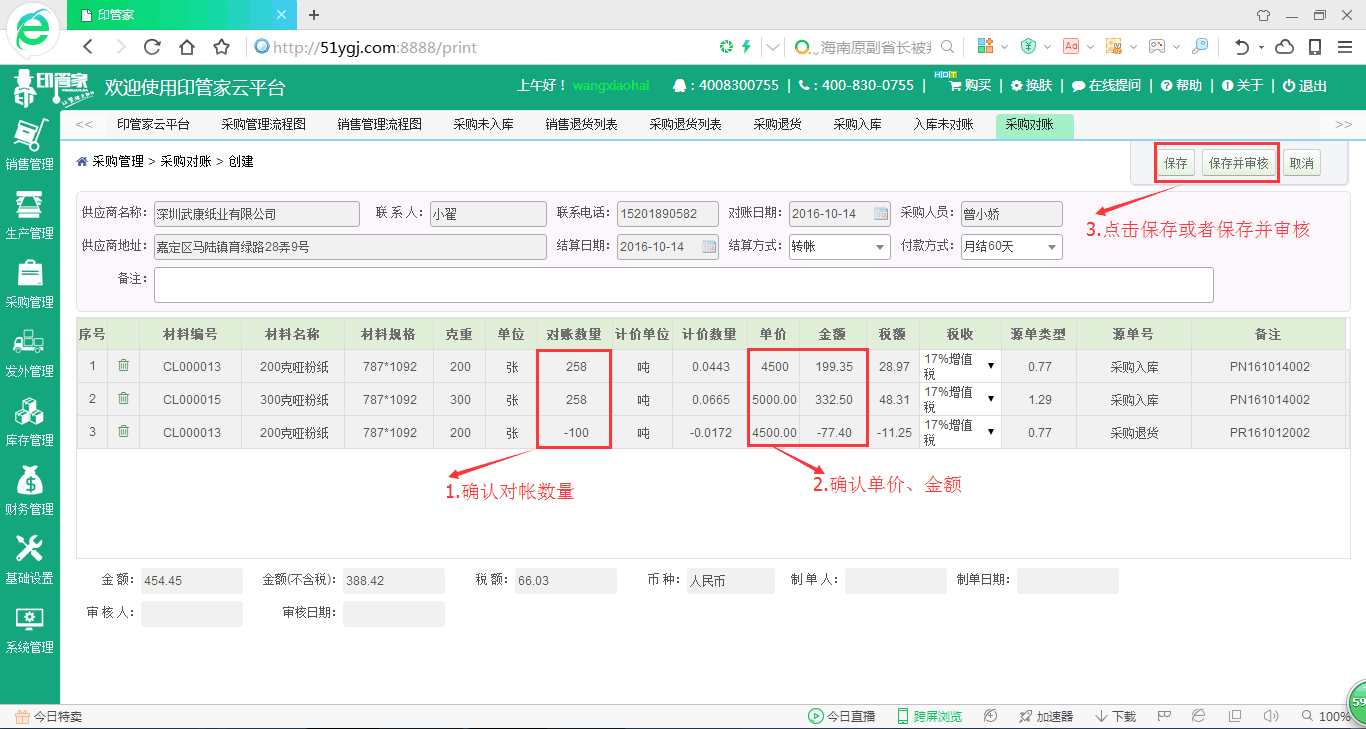 印管家
http://51ygj.com:8888/print
海南原副省长被
印管家
欢迎使用印管家云平台
上午好！ wangxiaohai : 4008300755 | : 400-830-0755 | HOT 购买 | 换肤 | 在线提问 | 帮助 | 关于 | 退出
<< 印管家云平台 采购管理流程图 销售管理流程图 采购未入库 销售退货列表 采购退货列表 采购退货 采购入库 入库未对账 采购对账 >>
销售管理
生产管理
采购管理
发外管理
库存管理
财务管理
基础设置
系统管理
采购管理 > 采购对账 > 创建
保存 保存并审核 取消
供应商名称： 深圳武康纸业有限公司 联 系 人： 小翟 联系电话： 15201890582 对账日期： 2016-10-14 采购人员： 曾小娇
供应商地址： 嘉定区马陆镇育绿路28弄9号 结算日期： 2016-10-14 结算方式： 转帐 付款方式： 月结60天
备注：
3.点击保存或者保存并审核
序号 材料编号 材料名称 材料规格 克重 单位 对账数量 计价单位 计价数量 单价 金额 税额 税收 源单类型 源单号 备注
1 CL000013 200克哑粉纸 787*1092 200 张 258 吨 0.0443 4500 199.35 28.97 17%增值税 0.77 采购入库 PN161014002
2 CL000015 300克哑粉纸 787*1092 300 张 258 吨 0.0665 5000.00 332.50 48.31 17%增值税 1.29 采购入库 PN161014002
3 CL000013 200克哑粉纸 787*1092 200 张 -100 吨 -0.0172 4500.00 -77.40 -11.25 17%增值税 0.77 采购退货 PR161012002
1.确认对帐数量
2.确认单价、金额
金 额： 454.45 金额(不含税)： 388.42 税 额： 66.03 币 种： 人民币 制 单 人： 制单日期：
审 核 人： 审核日期：
今日特卖 今日直播 跨屏浏览 加速器 下载 100%
59